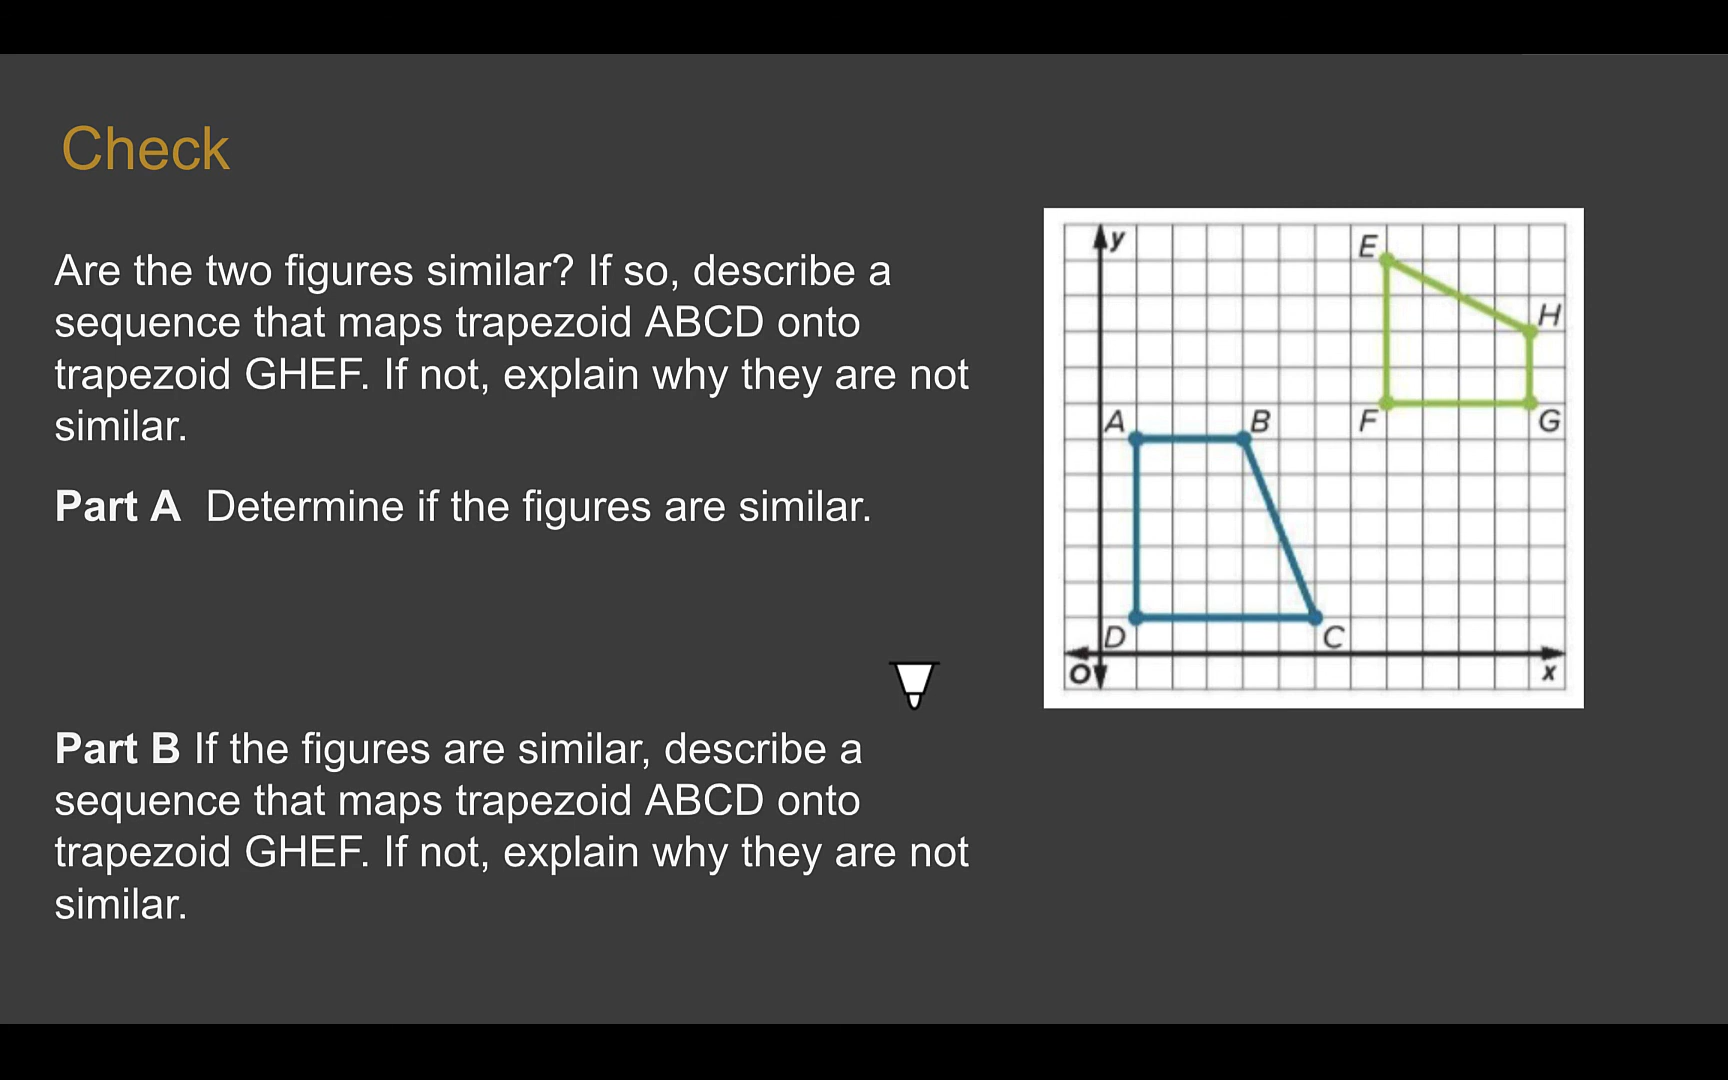 Check
Are the two figures similar? If so, describe a
sequence that maps trapezoid ABCD onto
trapezoid GHEF. If not, explain why they are not
similar.
Part A Determine if the figures are similar.
Part B If the figures are similar, describe a
sequence that maps trapezoid ABCD onto
trapezoid GHEF. If not, explain why they are not
similar.
y
E
H
A
B
F
G
D
C
O
x